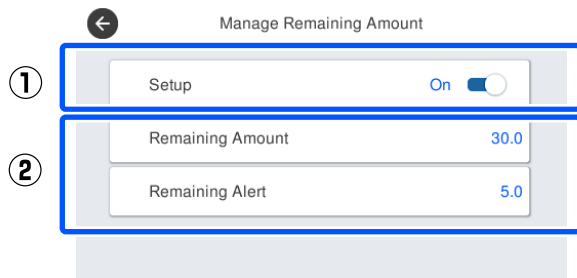 Manage Remaining Amount
①
Setup On
②
Remaining Amount 30.0
Remaining Alert 5.0